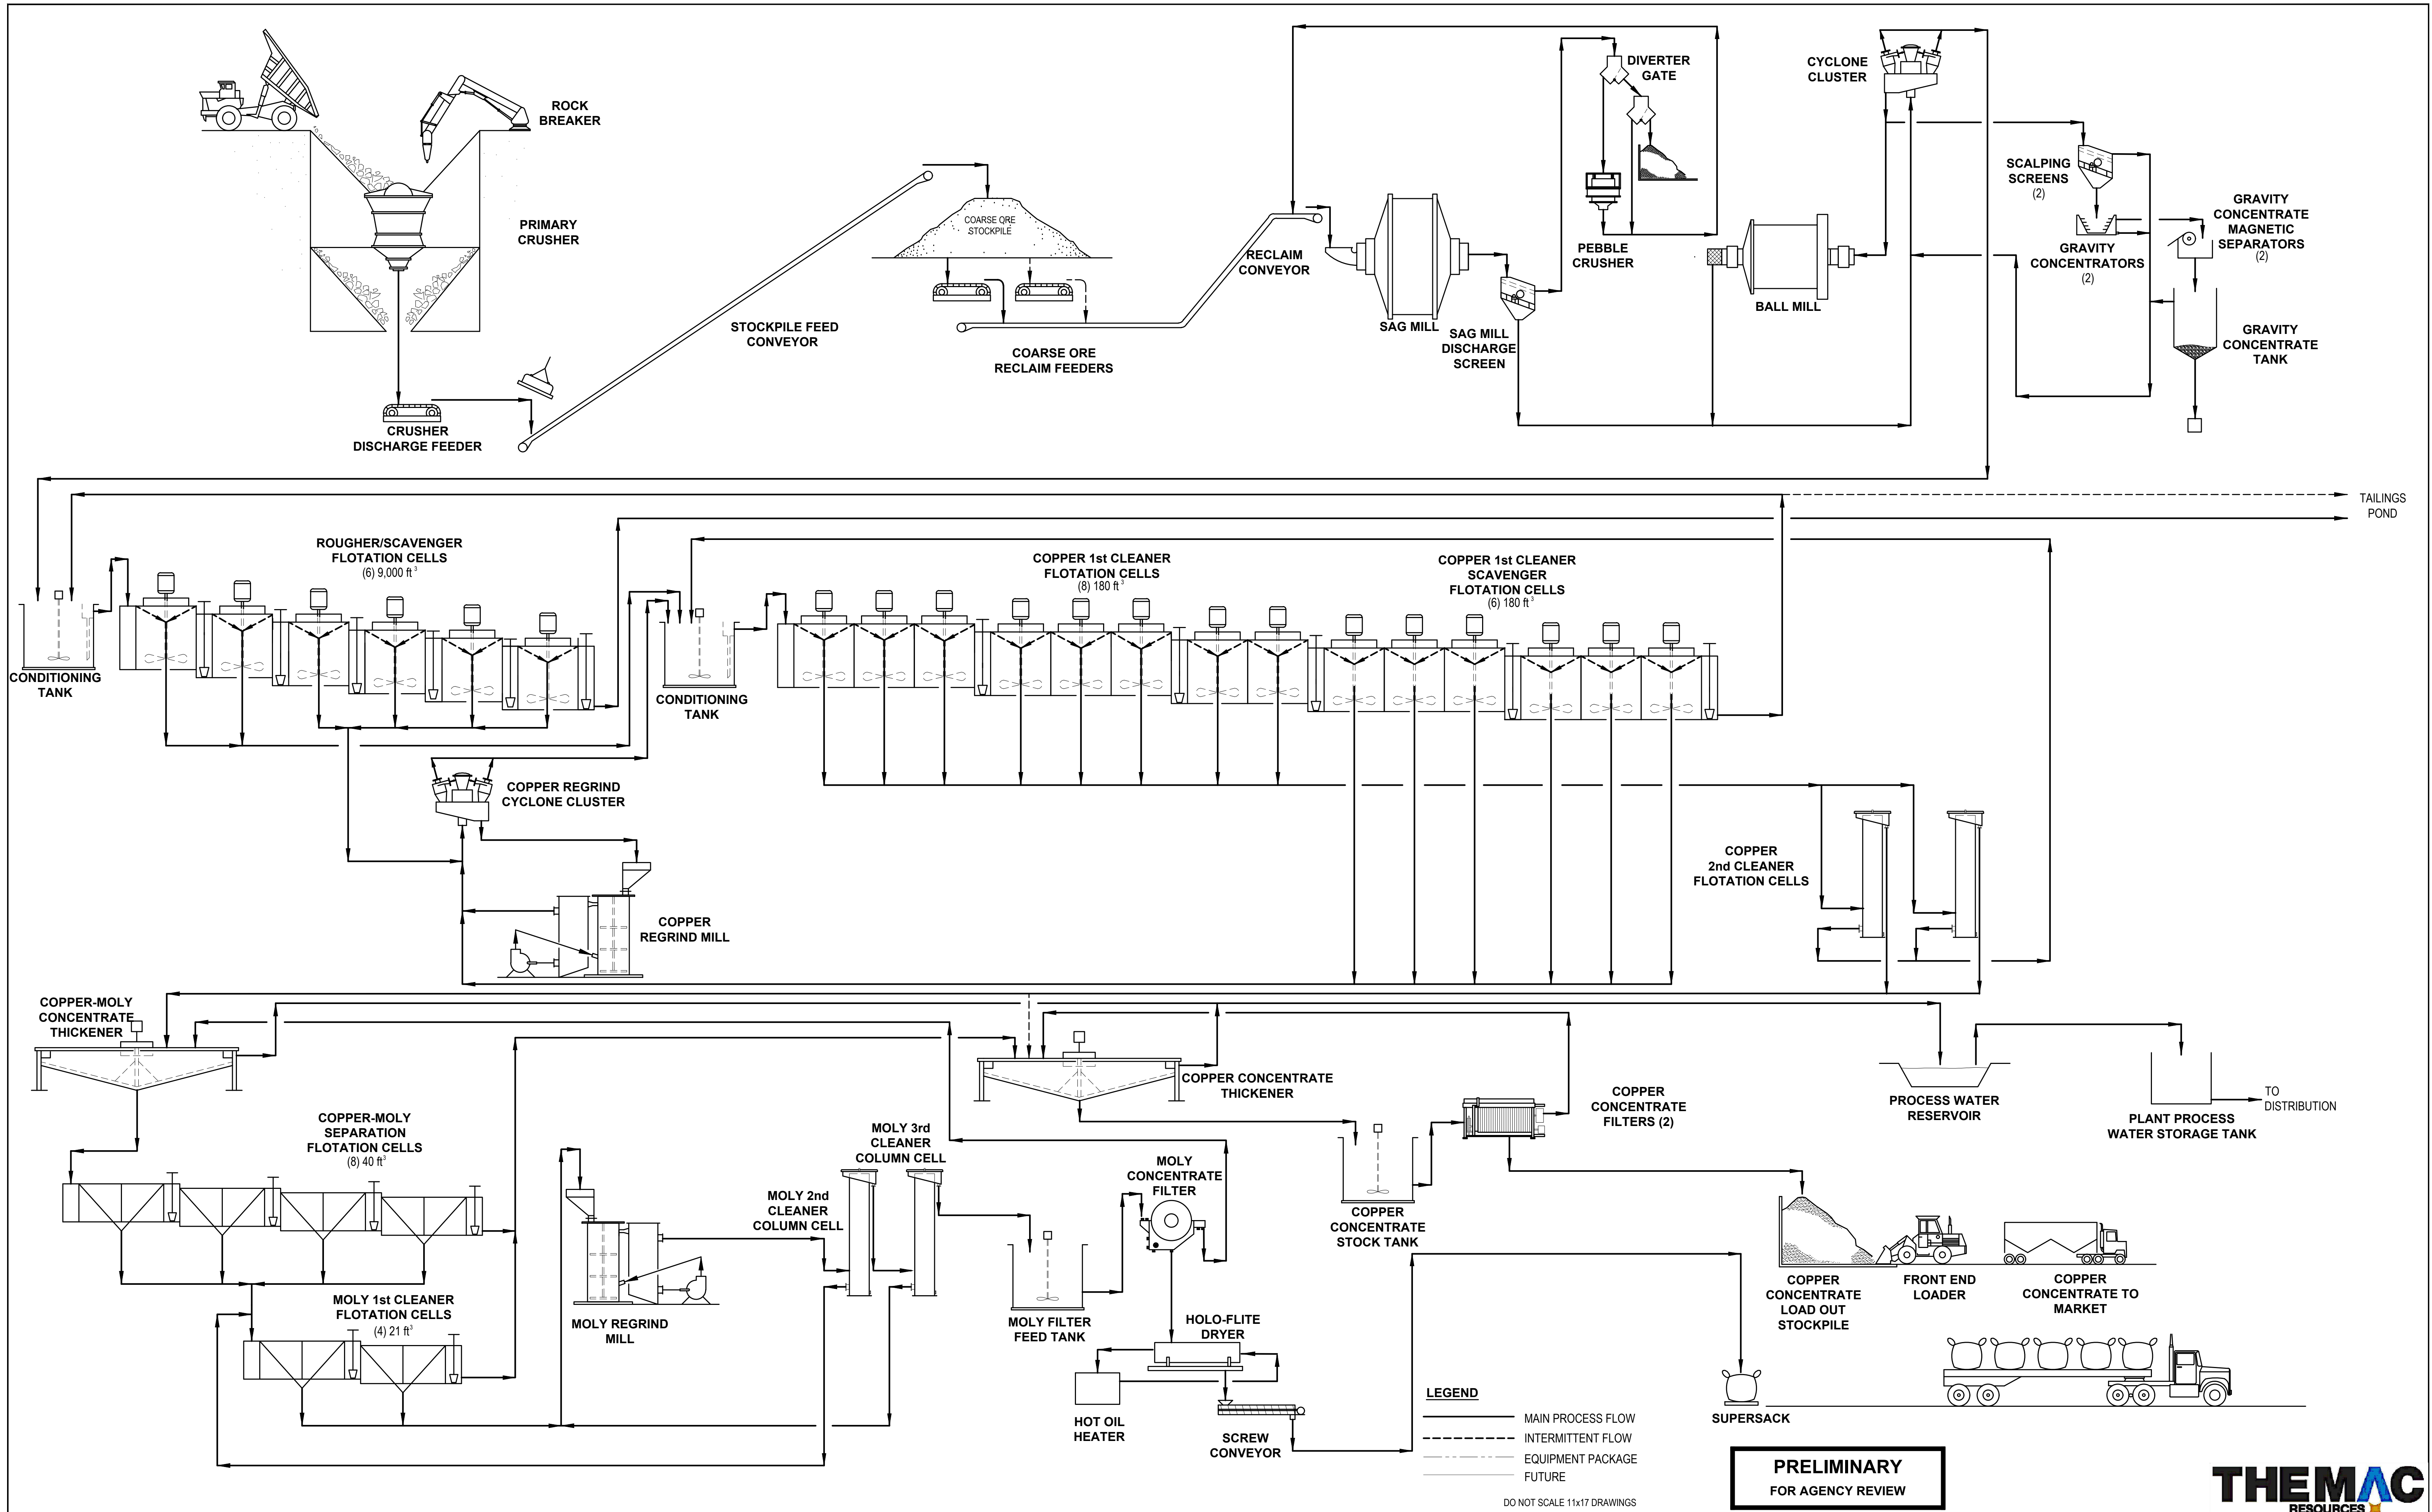 ROCK
BREAKER
PRIMARY
CRUSHER
CRUSHER
DISCHARGE FEEDER
STOCKPILE FEED
CONVEYOR
COARSE ORE
STOCKPILE
COARSE ORE
RECLAIM FEEDERS
RECLAIM
CONVEYOR
SAG MILL
SAG MILL
DISCHARGE
SCREEN
DIVERTER
GATE
PEBBLE
CRUSHER
BALL MILL
CYCLONE
CLUSTER
SCALPING
SCREENS
(2)
GRAVITY
CONCENTRATORS
(2)
GRAVITY
CONCENTRATE
MAGNETIC
SEPARATORS
(2)
GRAVITY
CONCENTRATE
TANK
TAILINGS
POND
CONDITIONING
TANK
ROUGHER/SCAVENGER
FLOTATION CELLS
(6) 9,000 ft³
CONDITIONING
TANK
COPPER 1st CLEANER
FLOTATION CELLS
(8) 180 ft³
COPPER 1st CLEANER
SCAVENGER
FLOTATION CELLS
(6) 180 ft³
COPPER REGRIND
CYCLONE CLUSTER
COPPER
REGRIND MILL
COPPER
2nd CLEANER
FLOTATION CELLS
COPPER-MOLY
CONCENTRATE
THICKENER
COPPER-MOLY
SEPARATION
FLOTATION CELLS
(8) 40 ft³
MOLY 1st CLEANER
FLOTATION CELLS
(4) 21 ft³
MOLY REGRIND
MILL
MOLY 2nd
CLEANER
COLUMN CELL
MOLY 3rd
CLEANER
COLUMN CELL
MOLY FILTER
FEED TANK
MOLY
CONCENTRATE
FILTER
HOLO-FLITE
DRYER
HOT OIL
HEATER
SCREW
CONVEYOR
COPPER CONCENTRATE
THICKENER
COPPER
CONCENTRATE
STOCK TANK
COPPER
CONCENTRATE
FILTERS (2)
PROCESS WATER
RESERVOIR
PLANT PROCESS
WATER STORAGE TANK
TO
DISTRIBUTION
COPPER
CONCENTRATE
LOAD OUT
STOCKPILE
FRONT END
LOADER
COPPER
CONCENTRATE TO
MARKET
SUPERSACK
LEGEND
MAIN PROCESS FLOW
INTERMITTENT FLOW
EQUIPMENT PACKAGE
FUTURE
DO NOT SCALE 11x17 DRAWINGS
PRELIMINARY
FOR AGENCY REVIEW
THEMAC
RESOURCES